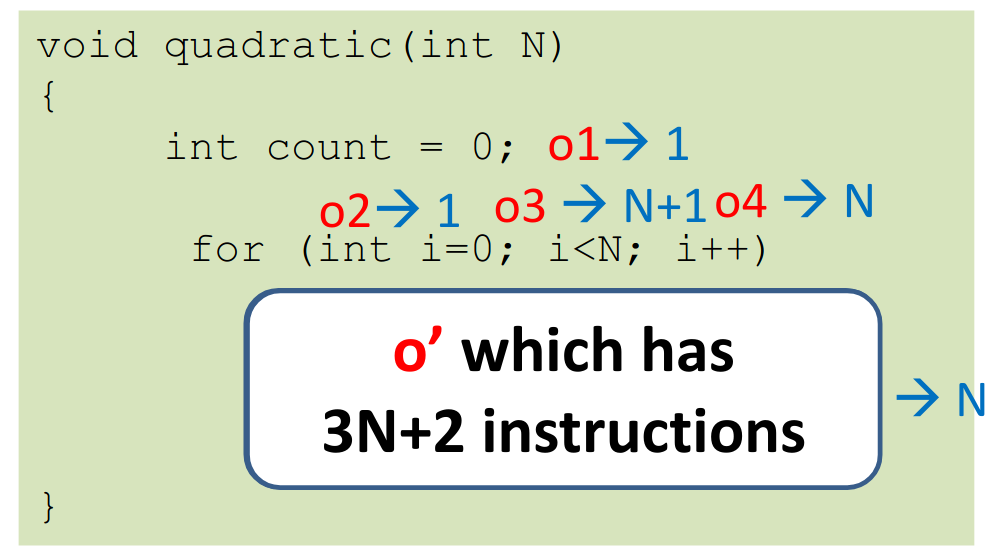 void quadratic(int N)
{
int count = 0; o1→ 1
o2→ 1 o3 → N+1 o4 → N
for (int i=0; i<N; i++)
o’ which has
3N+2 instructions
→ N
}